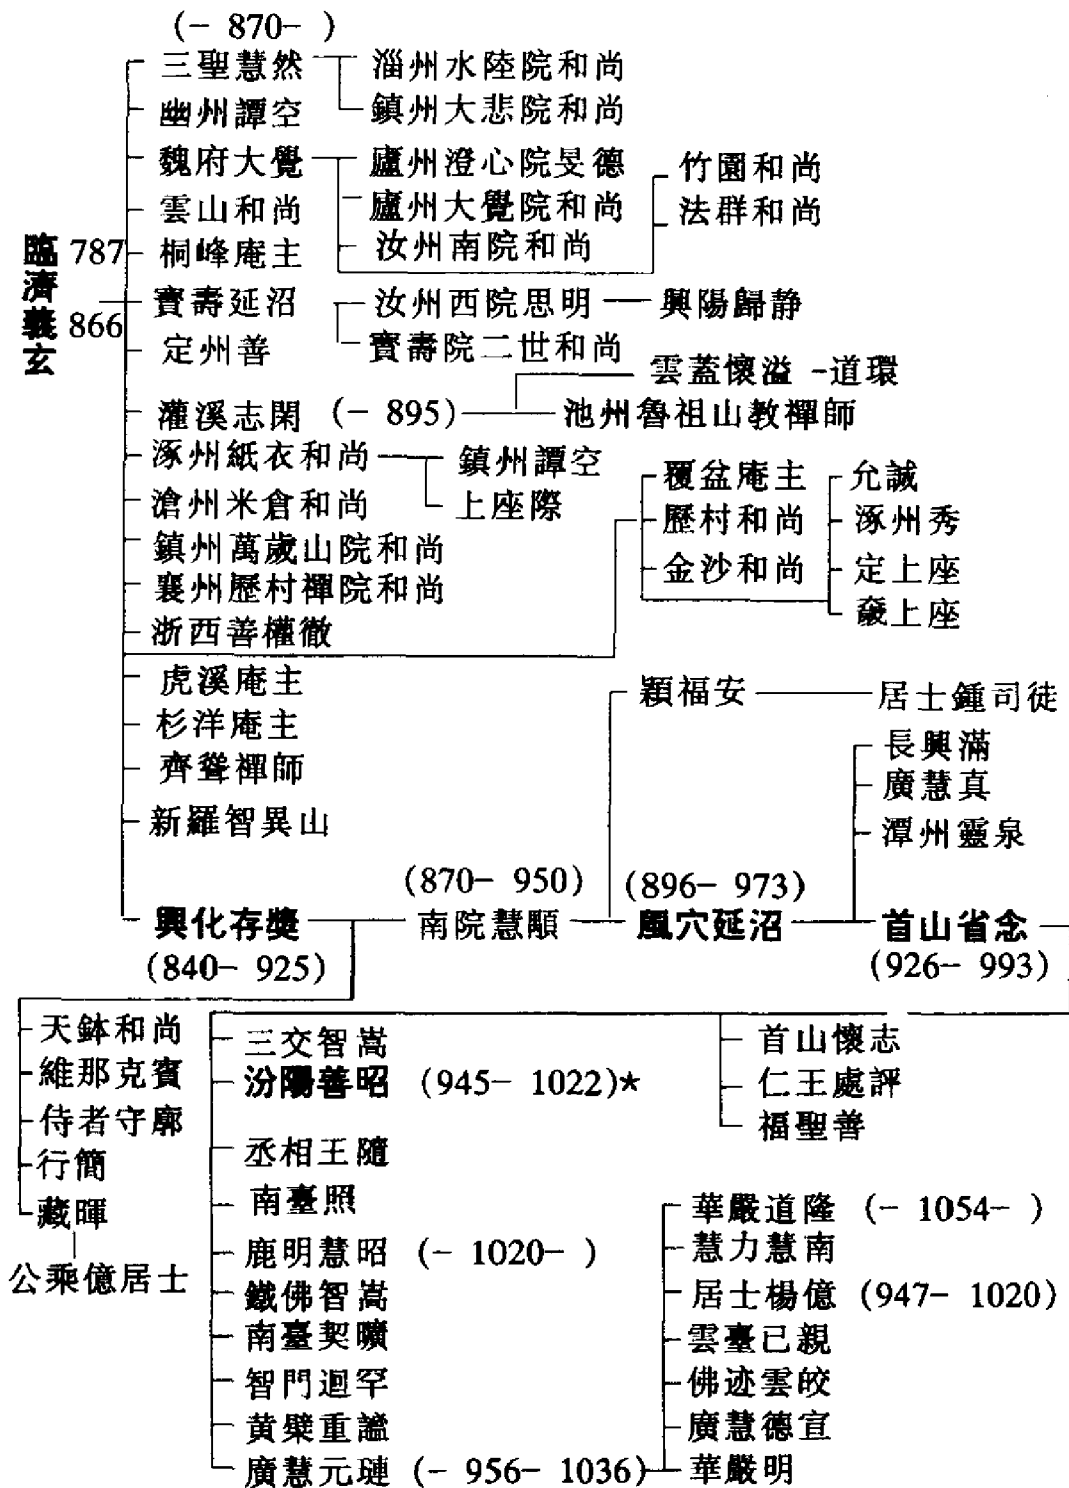 (- 870- )
三聖慧然 淄州水陸院和尚
幽州譚空 鎮州大悲院和尚
魏府大覺 廬州澄心院旻德 竹園和尚
雲山和尚 廬州大覺院和尚 法群和尚
桐峰庵主 汝州南院和尚
臨濟義玄 787 866
寶壽延沼 汝州西院思明 興陽歸静
定州善 寶壽院二世和尚
雲蓋懷溢 -道環
灌溪志閑 (- 895) 池州魯祖山教禪師
涿州紙衣和尚 鎮州譚空 覆盆庵主 允誠
滄州米倉和尚 上座際 歷村和尚 涿州秀
鎮州萬歲山院和尚 金沙和尚 定上座
襄州歷村禪院和尚 奯上座
浙西善權徹
虎溪庵主 穎福安 居士鍾司徒
杉洋庵主 長興滿
齊聳禪師 廣慧真
新羅智異山 潭州靈泉
(870- 950) (896- 973)
興化存獎 南院慧顒 風穴延沼 首山省念
(840- 925) (926- 993)
天鉢和尚 三交智嵩 首山懷志
維那克賓 汾陽善昭 (945- 1022)★ 仁王處評
侍者守廓 福聖善
行簡 丞相王隨
藏暉 南臺照 華嚴道隆 (- 1054- )
公乘億居士 鹿明慧昭 (- 1020- ) 慧力慧南
鐵佛智嵩 居士楊億 (947- 1020)
南臺契曠 雲臺已親
智門迴罕 佛迹雲皎
黄檗重謐 廣慧德宣
廣慧元璉 (- 956- 1036) 華嚴明